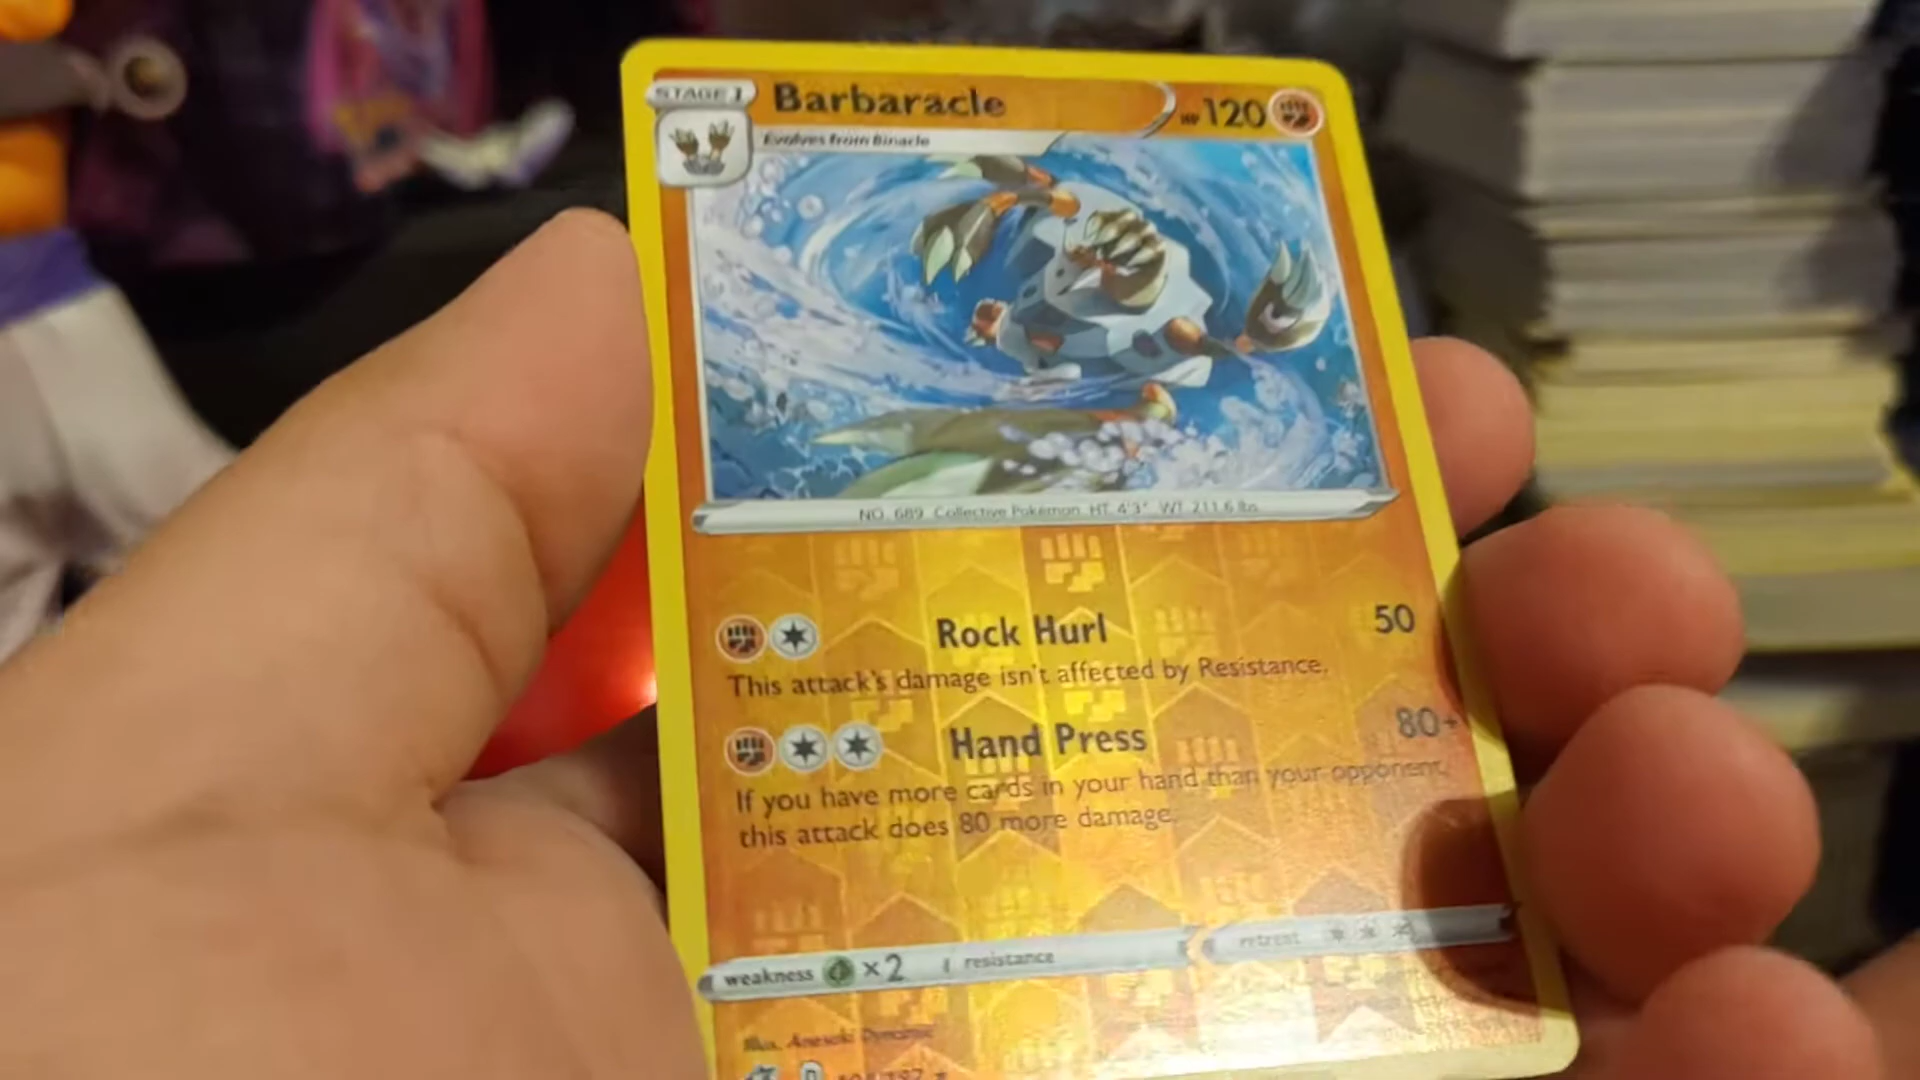 STAGE 1
Barbaracle
HP 120
Evolves from Binacle
NO. 689 Collective Pokémon HT. 4'3" WT. 211.6 lbs.
Rock Hurl 50
This attack's damage isn't affected by Resistance.
Hand Press 80+
If you have more cards in your hand than your opponent,
this attack does 80 more damage.
weakness ×2 resistance retreat
Illus. Anesaki Dynamic
D